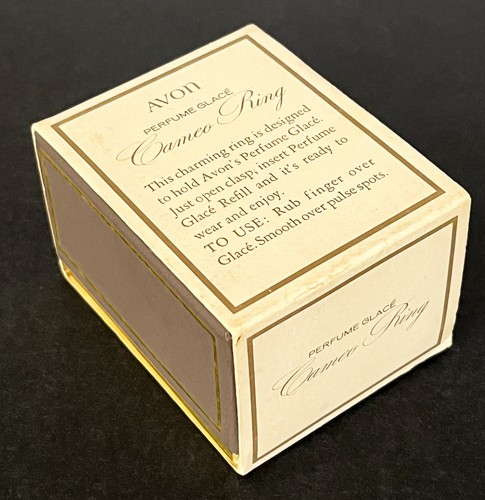 AVON
PERFUME GLACÉ
Cameo Ring
This charming ring is designed
to hold Avon's Perfume Glacé.
Just open clasp, insert Perfume
Glacé Refill and it's ready to
wear and enjoy.
TO USE: Rub finger over
Glacé. Smooth over pulse spots.
PERFUME GLACÉ
Cameo Ring